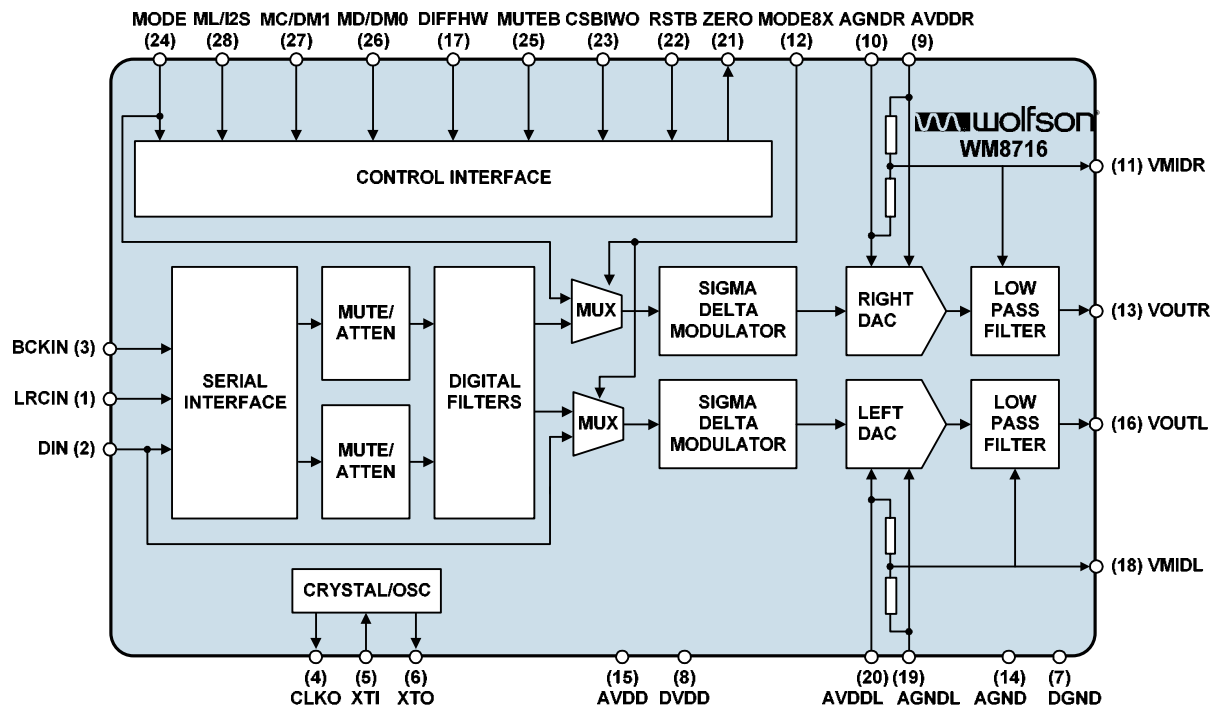 MODE ML/I2S MC/DM1 MD/DM0 DIFFHW MUTEB CSBIWO RSTB ZERO MODE8X AGNDR AVDDR
(24) (28) (27) (26) (17) (25) (23) (22) (21) (12) (10) (9)
wolfson
WM8716
CONTROL INTERFACE
(11) VMIDR
SERIAL
INTERFACE
MUTE/
ATTEN
MUTE/
ATTEN
DIGITAL
FILTERS
MUX
MUX
SIGMA
DELTA
MODULATOR
SIGMA
DELTA
MODULATOR
RIGHT
DAC
LEFT
DAC
LOW
PASS
FILTER
LOW
PASS
FILTER
(13) VOUTR
(16) VOUTL
BCKIN (3)
LRCIN (1)
DIN (2)
(18) VMIDL
CRYSTAL/OSC
(4) (5) (6) (15) (8) (20) (19) (14) (7)
CLKO XTI XTO AVDD DVDD AVDDL AGNDL AGND DGND